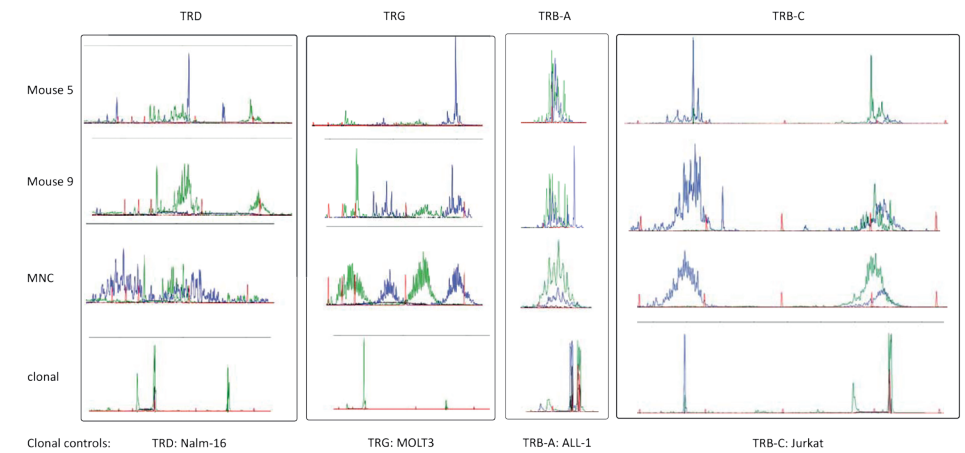 TRD TRG TRB-A TRB-C
Mouse 5
Mouse 9
MNC
clonal
Clonal controls: TRD: Nalm-16 TRG: MOLT3 TRB-A: ALL-1 TRB-C: Jurkat